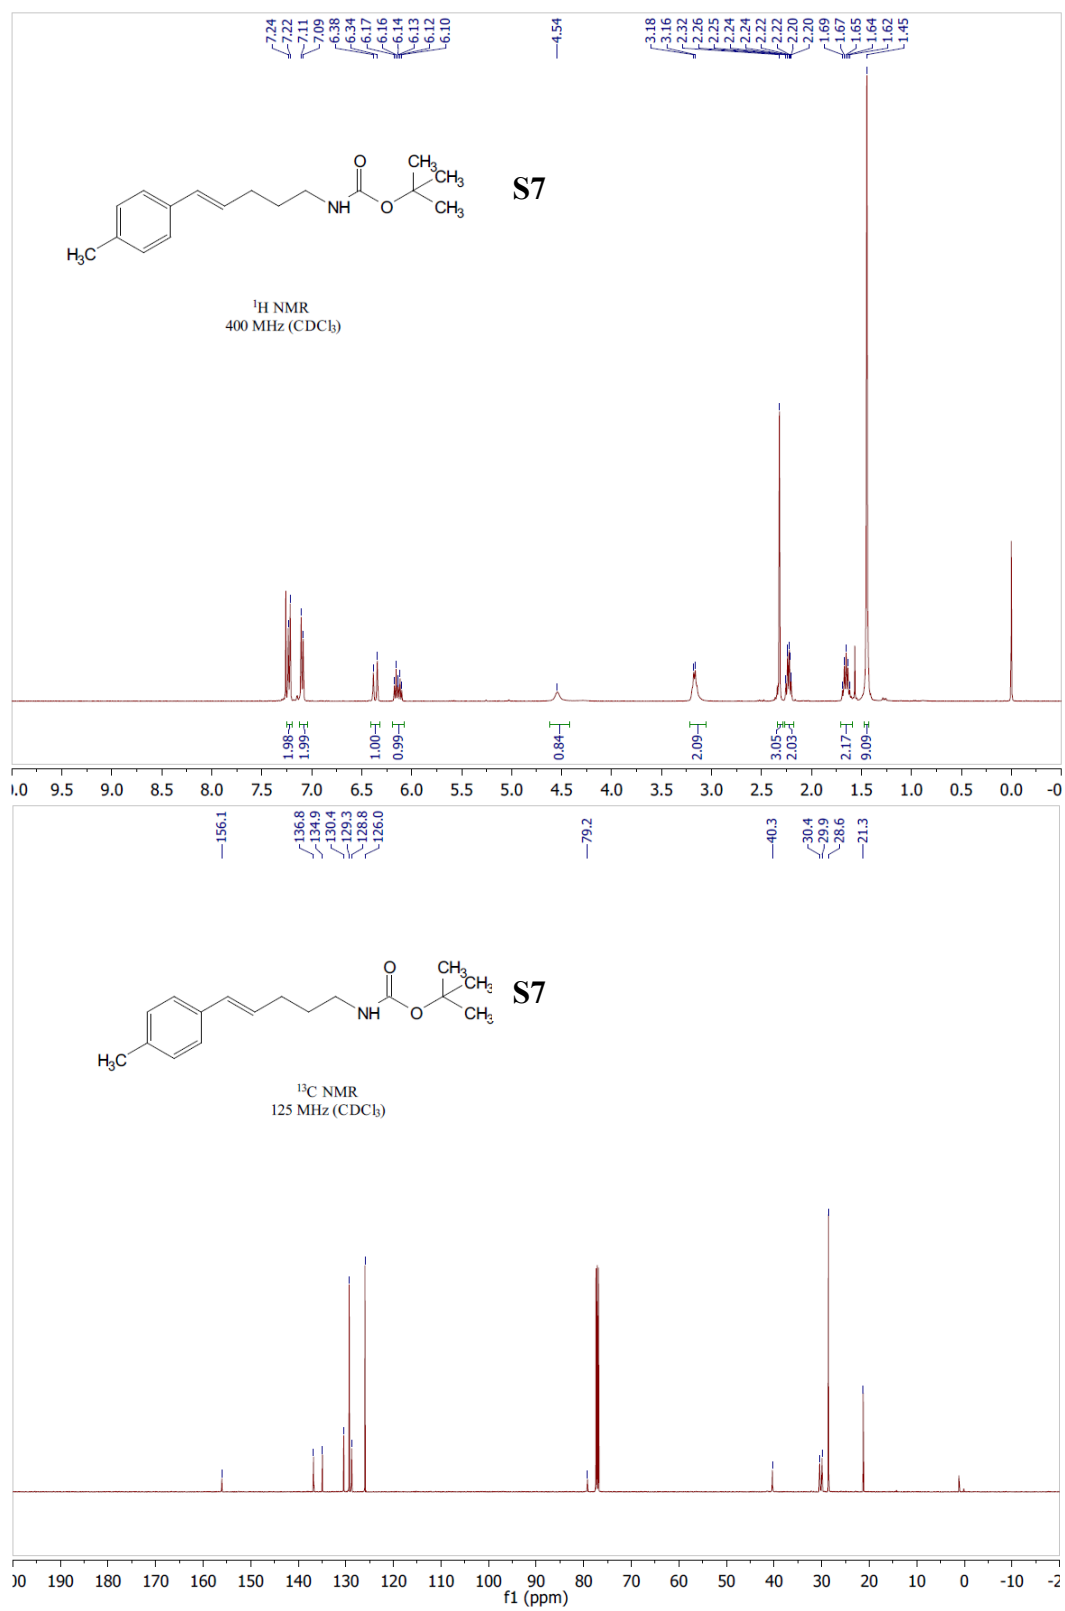 7.24 7.22 7.11 7.09 6.38 6.34 6.17 6.16 6.14 6.13 6.12 6.10 4.54 3.18 3.16 2.32 2.26 2.25 2.24 2.24 2.22 2.22 2.20 2.20 1.69 1.67 1.65 1.64 1.62 1.45
O CH3
CH3
S7
NH O CH3
H3C
1H NMR
400 MHz (CDCl3)
1.98 1.99 1.00 0.99 0.84 2.09 3.05 2.03 2.17 9.09
0.0 9.5 9.0 8.5 8.0 7.5 7.0 6.5 6.0 5.5 5.0 4.5 4.0 3.5 3.0 2.5 2.0 1.5 1.0 0.5 0.0 -0
156.1 136.8 134.9 130.4 129.3 128.8 126.0 79.2 40.3 30.4 29.9 28.6 21.3
O CH3
CH3
S7
NH O CH3
H3C
13C NMR
125 MHz (CDCl3)
00 190 180 170 160 150 140 130 120 110 100 90 80 70 60 50 40 30 20 10 0 -10 -2
f1 (ppm)